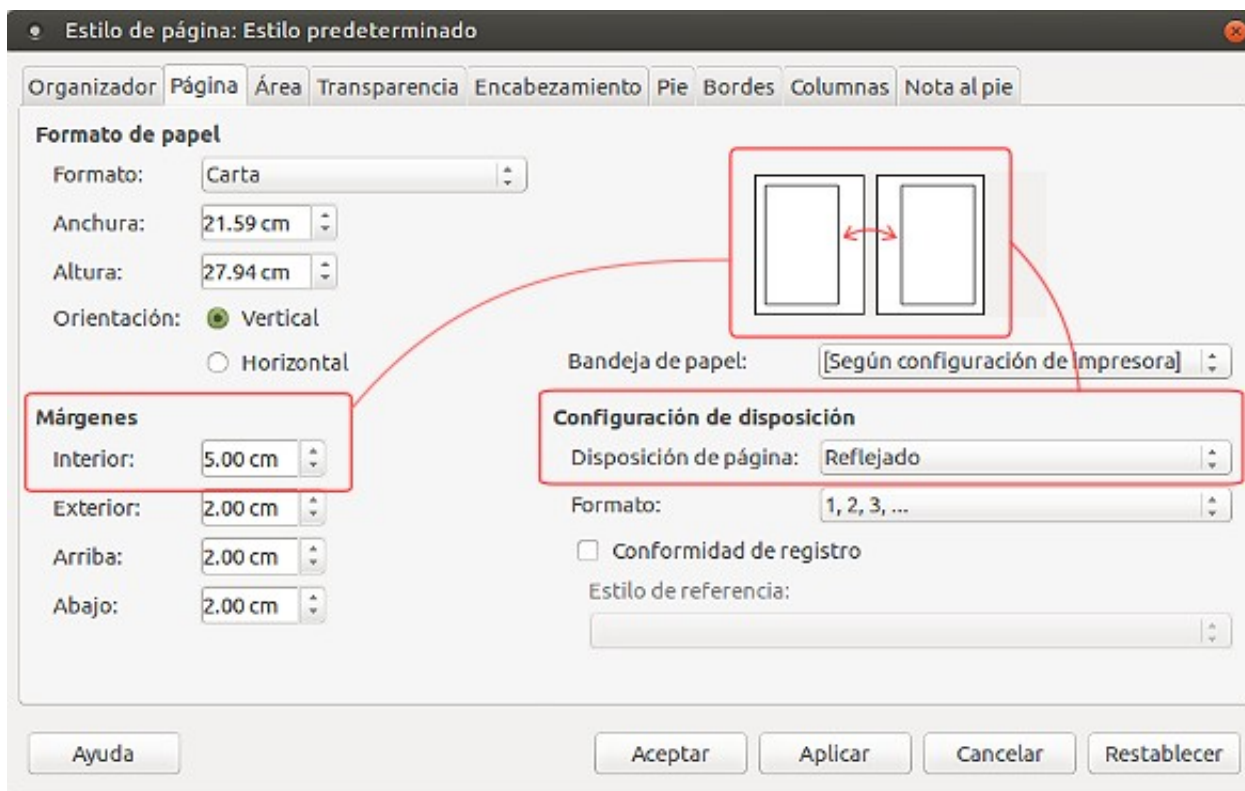 Estilo de página: Estilo predeterminado
Organizador Página Área Transparencia Encabezamiento Pie Bordes Columnas Nota al pie
Formato de papel
Formato: Carta
Anchura: 21.59 cm
Altura: 27.94 cm
Orientación: Vertical
Horizontal
Bandeja de papel: [Según configuración de impresora]
Márgenes
Interior: 5.00 cm
Exterior: 2.00 cm
Arriba: 2.00 cm
Abajo: 2.00 cm
Configuración de disposición
Disposición de página: Reflejado
Formato: 1, 2, 3, ...
Conformidad de registro
Estilo de referencia:
Ayuda Aceptar Aplicar Cancelar Restablecer